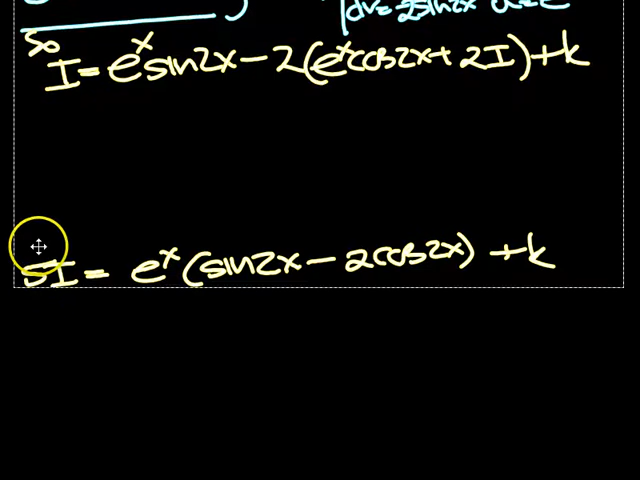 So
I = e^x sin2x - 2(e^x cos2x + 2I) + k
5I = e^x (sin2x - 2cos2x) + k